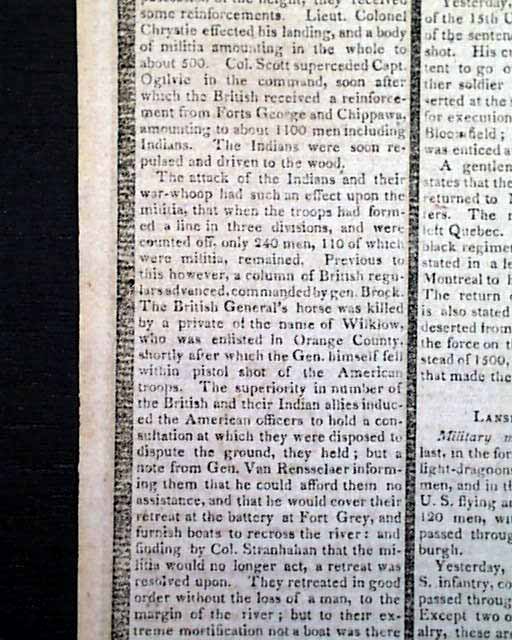 possession of the height, they received
some reinforcements. Lieut. Colonel
Chrystie effected his landing, and a body
of militia amounting in the whole to
about 500. Col. Scott superceded Capt.
Ogilvie in the command, soon after
which the British received a reinforce-
ment from Forts George and Chippawa,
amounting to about 1100 men including
Indians. The Indians were soon re-
pulsed and driven to the wood.
The attack of the Indians and their
war-whoop had such an effect upon the
militia, that when the troops had form-
ed a line in three divisions, and were
counted off, only 240 men, 110 of which
were militia, remained. Previous to
this however, a column of British regu-
lars advanced, commanded by gen. Brock.
The British General's horse was killed
by a private of the name of Wilklow,
who was enlisted in Orange County,
shortly after which the Gen. himself fell
within pistol shot of the American
troops. The superiority in number of
the British and their Indian allies induc-
ed the American officers to hold a con-
sultation at which they were disposed to
dispute the ground, they held; but a
note from Gen. Van Rensselaer inform-
ing them that he could afford them no
assistance, and that he would cover their
retreat at the battery at Fort Grey, and
furnish boats to recross the river: and
finding by Col. Stranhahan that the mi-
litia would no longer act, a retreat was
resolved upon. They retreated in good
order without the loss of a man, to the
margin of the river; but to their ex-
treme mortification not a boat was there
Yesterday,
of the 15th U
of the sentence
shot. His c
tent to go o
ther soldier
serted at the
for execution
Bloomfield;
was enticed a
A gentlem
states that the
returned to
ters. The
left Quebec.
black regimen
stated in a le
Montreal to
The return
is also stated
deserted from
the force on t
stead of 1500,
that made the
LANSI
Military m
last, in the for
light-dragoons
men, and in th
U. S. flying a
120 men, wi
passed throug
burgh.
Yesterday,
S. infantry, co
passed throug
Except two o
alry, these a